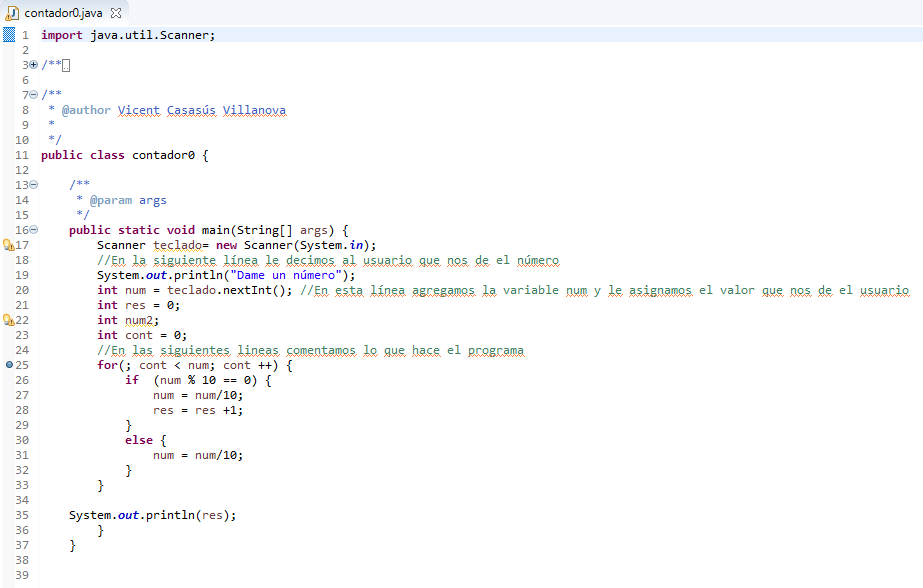 contador0.java
1 import java.util.Scanner;
2
3 /**
6
7 /**
8  * @author Vicent Casasús Villanova
9  *
10  */
11 public class contador0 {
12
13     /**
14      * @param args
15      */
16     public static void main(String[] args) {
17         Scanner teclado= new Scanner(System.in);
18         //En la siguiente línea le decimos al usuario que nos de el número
19         System.out.println("Dame un número");
20         int num = teclado.nextInt(); //En esta línea agregamos la variable num y le asignamos el valor que nos de el usuario
21         int res = 0;
22         int num2;
23         int cont = 0;
24         //En las siguientes lineas comentamos lo que hace el programa
25         for(; cont < num; cont ++) {
26             if  (num % 10 == 0) {
27                 num = num/10;
28                 res = res +1;
29             }
30             else {
31                 num = num/10;
32             }
33         }
34
35     System.out.println(res);
36         }
37     }
38
39